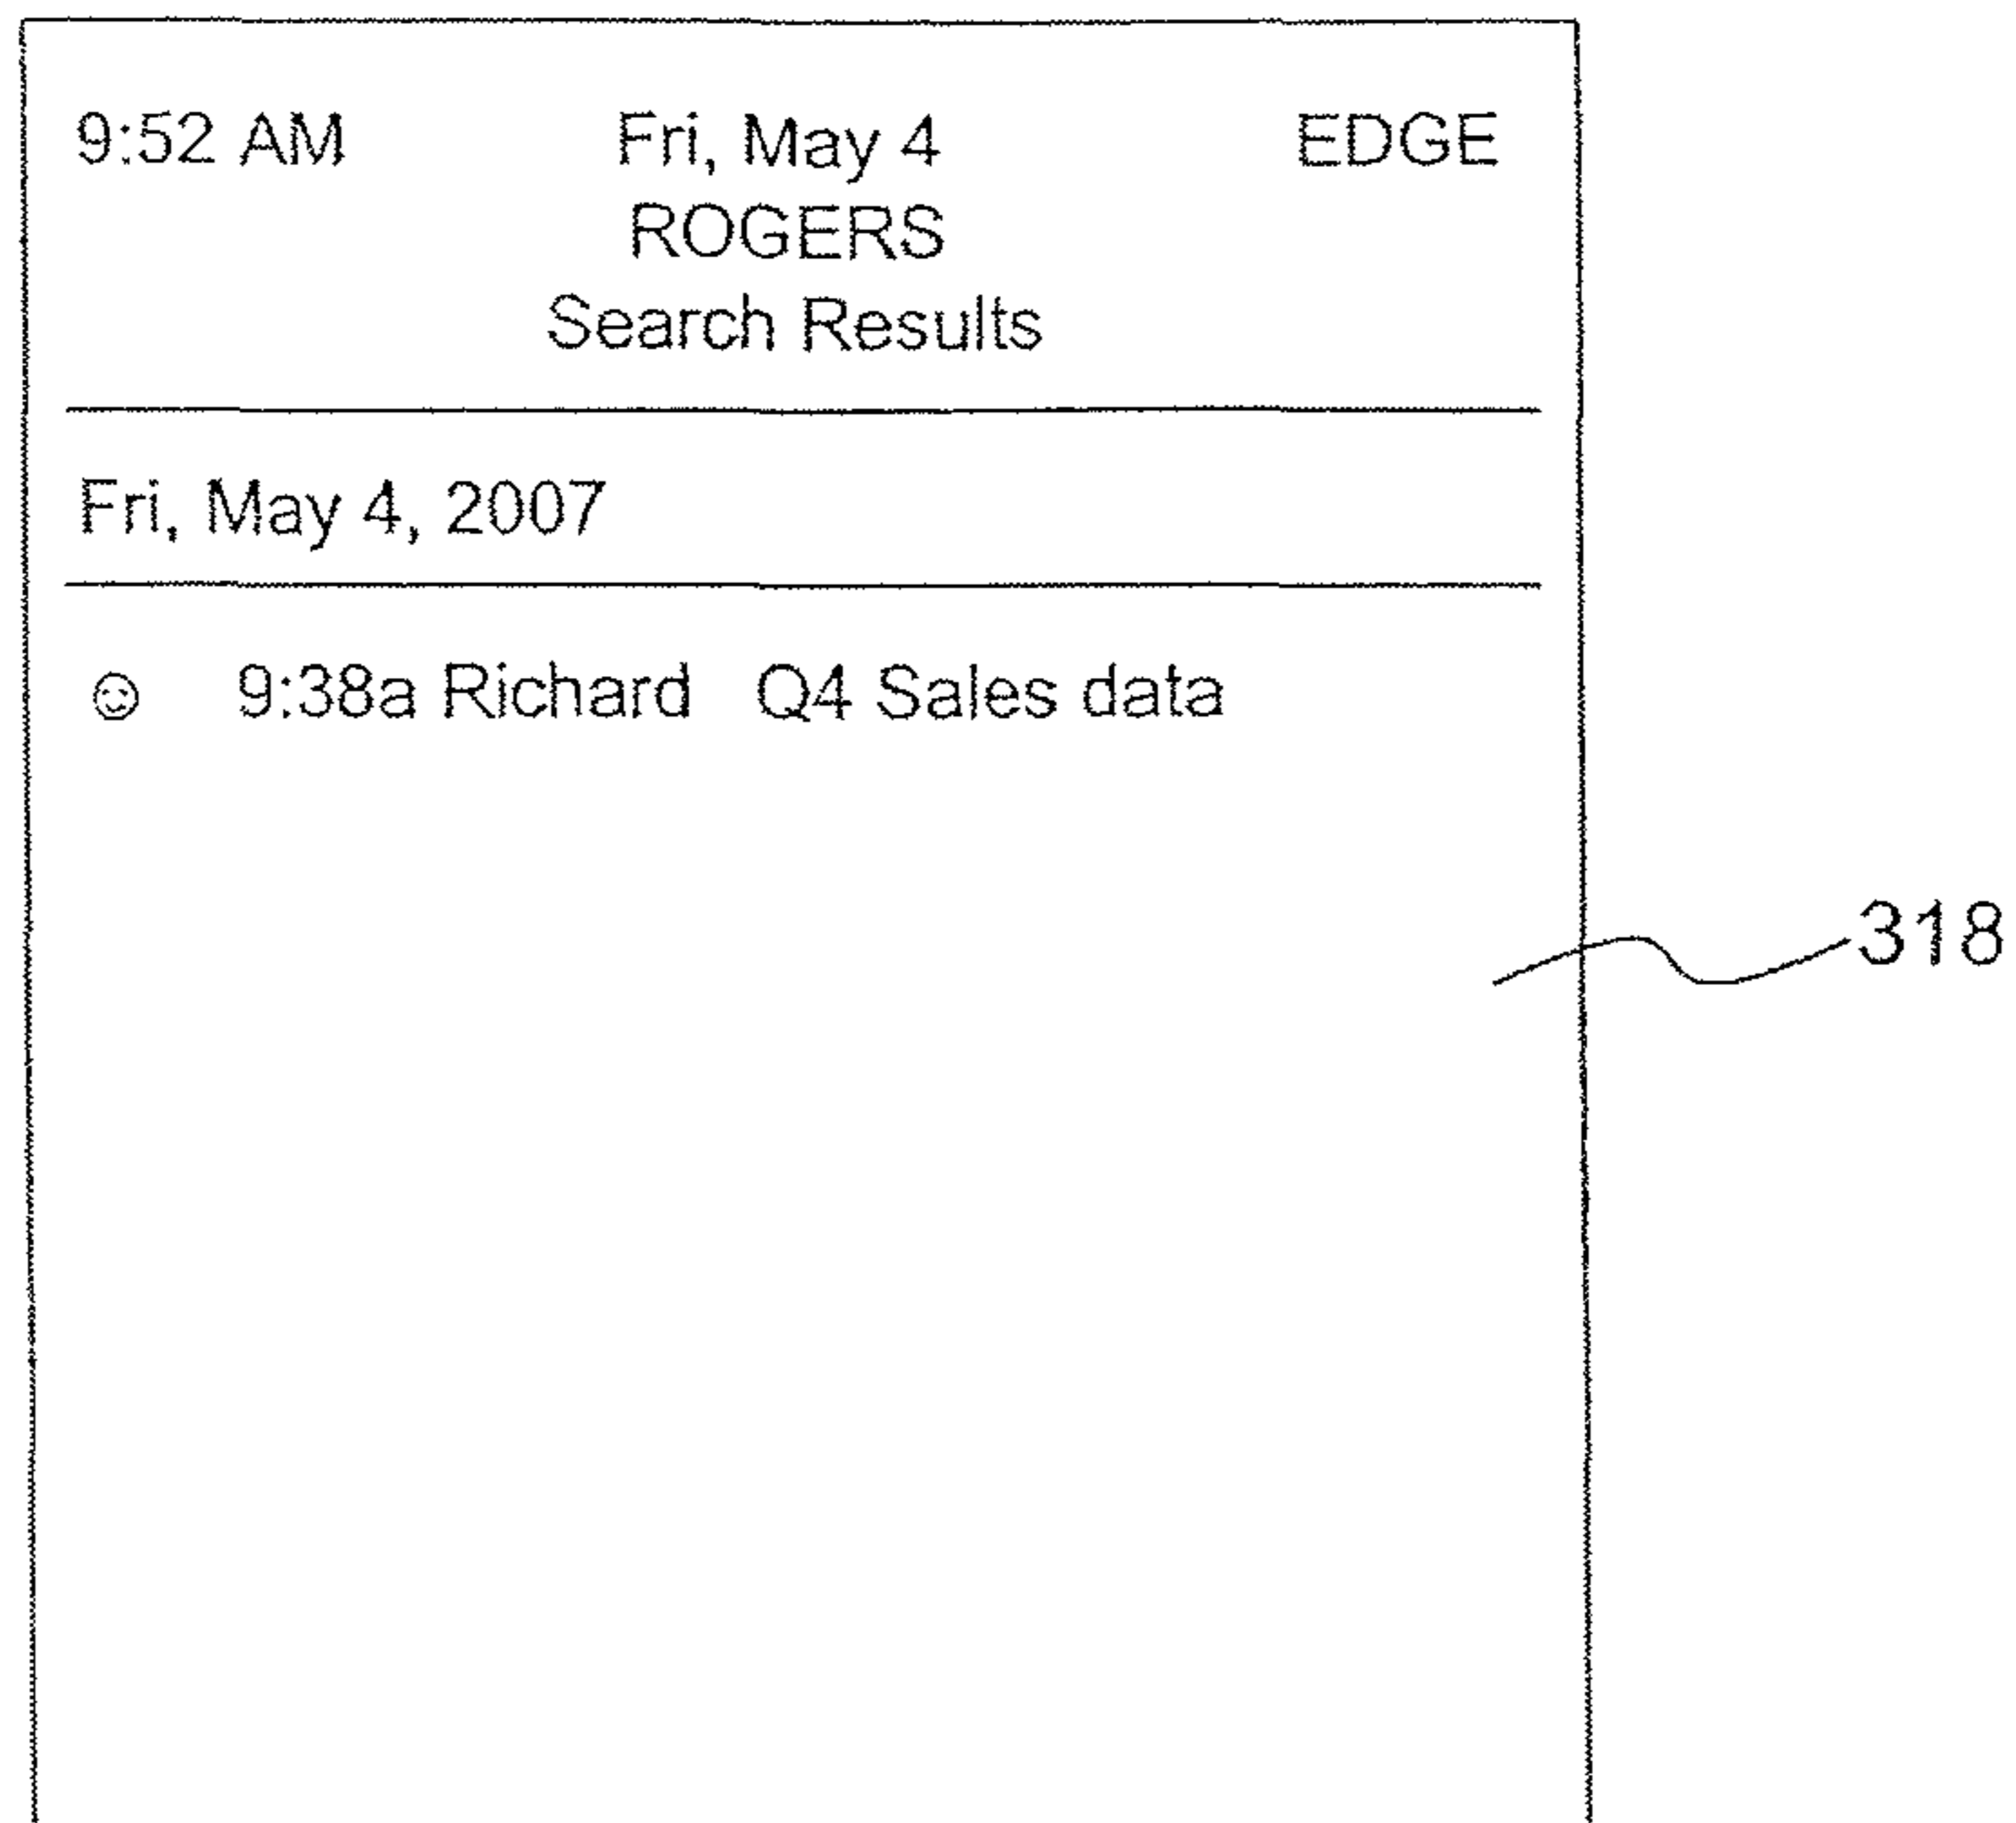 9:52 AM Fri, May 4 EDGE
ROGERS
Search Results
Fri, May 4, 2007
☺ 9:38a Richard Q4 Sales data
318